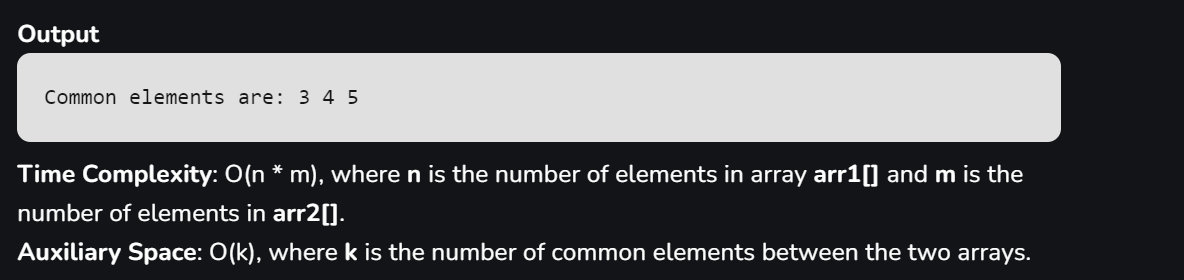 Output
Common elements are: 3 4 5
Time Complexity: O(n * m), where n is the number of elements in array arr1[] and m is the
number of elements in arr2[].
Auxiliary Space: O(k), where k is the number of common elements between the two arrays.